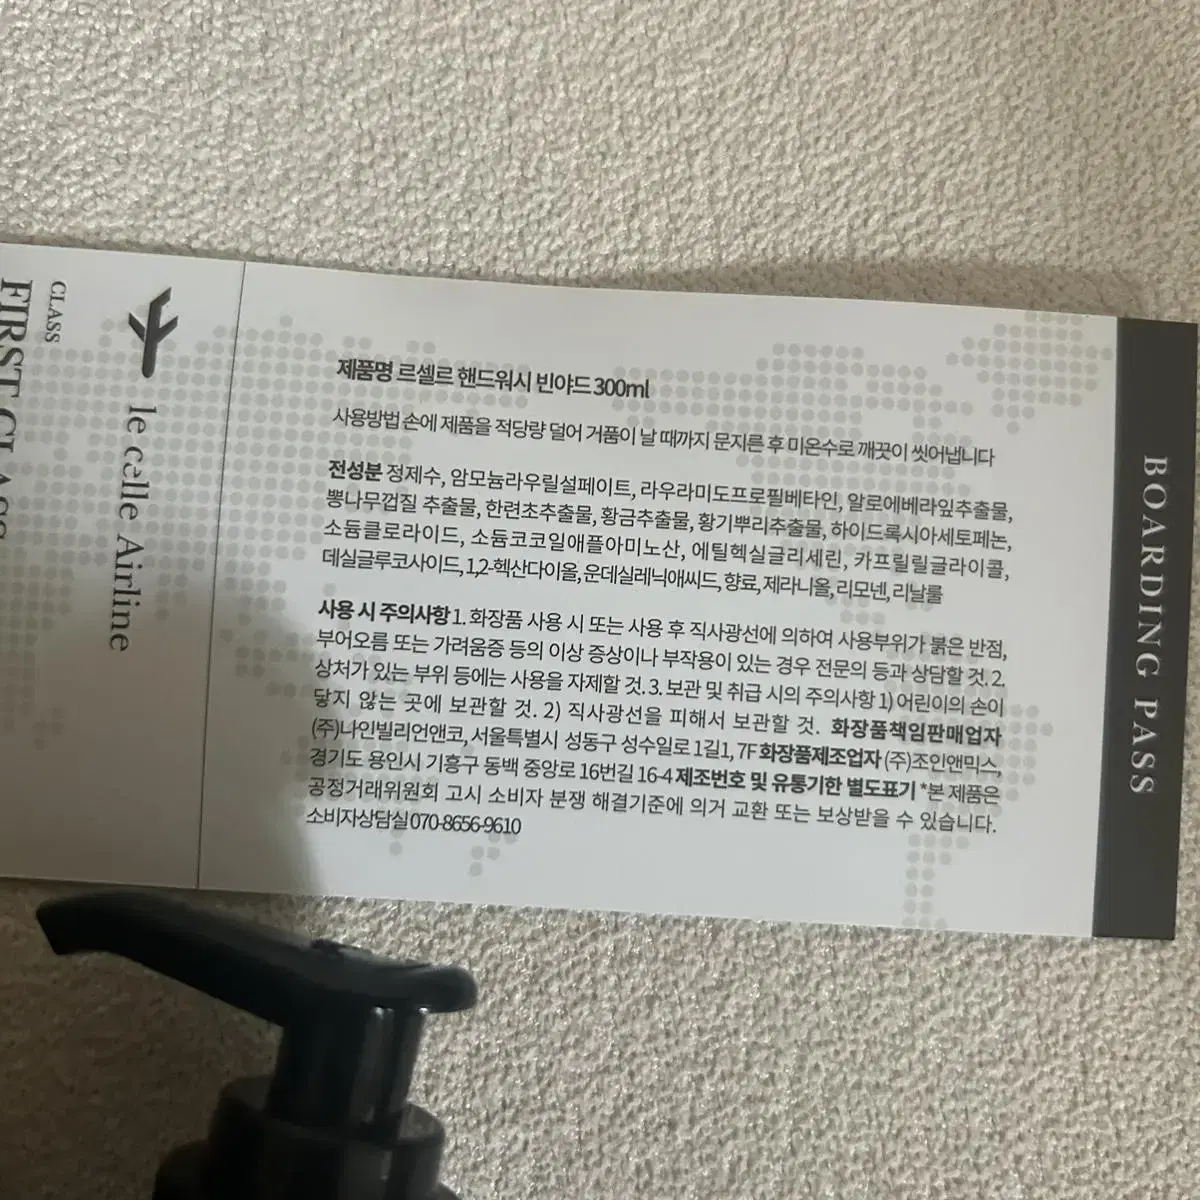 제품명 르셀르 핸드워시 빈야드 300ml
사용방법 손에 제품을 적당량 덜어 거품이 날 때까지 문지른 후 미온수로 깨끗이 씻어냅니다
전성분 정제수, 암모늄라우릴설페이트, 라우라미도프로필베타인, 알로에베라잎추출물,
뽕나무껍질 추출물, 한련초추출물, 황금추출물, 황기뿌리추출물, 하이드록시아세토페논,
소듐클로라이드, 소듐코코일애플아미노산, 에틸헥실글리세린, 카프릴릴글라이콜,
데실글루코사이드, 1,2-헥산다이올, 운데실레닉애씨드, 향료, 제라니올, 리모넨, 리날룰
사용 시 주의사항 1. 화장품 사용 시 또는 사용 후 직사광선에 의하여 사용부위가 붉은 반점,
부어오름 또는 가려움증 등의 이상 증상이나 부작용이 있는 경우 전문의 등과 상담할 것. 2.
상처가 있는 부위 등에는 사용을 자제할 것. 3. 보관 및 취급 시의 주의사항 1) 어린이의 손이
닿지 않는 곳에 보관할 것. 2) 직사광선을 피해서 보관할 것. 화장품책임판매업자
(주)나인빌리언앤코, 서울특별시 성동구 성수일로 1길1, 7F 화장품제조업자 (주)조인앤믹스,
경기도 용인시 기흥구 동백 중앙로 16번길 16-4 제조번호 및 유통기한 별도표기 *본 제품은
공정거래위원회 고시 소비자 분쟁 해결기준에 의거 교환 또는 보상받을 수 있습니다.
소비자상담실 070-8656-9610
BOARDING PASS
le celle Airline
CLASS
FIRST CLASS